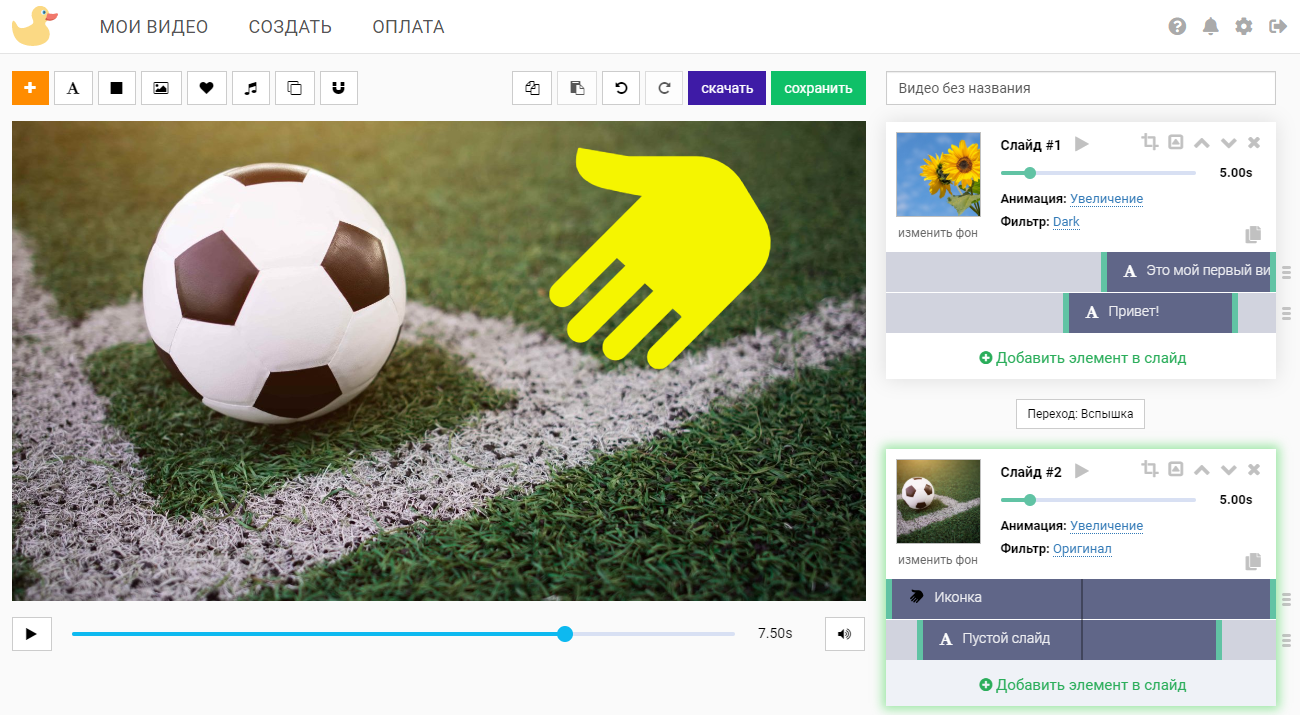 МОИ ВИДЕО СОЗДАТЬ ОПЛАТА
A скачать сохранить
Видео без названия
Слайд #1
5.00s
Анимация: Увеличение
Фильтр: Dark
изменить фон
A Это мой первый ви
A Привет!
Добавить элемент в слайд
Переход: Вспышка
Слайд #2
5.00s
Анимация: Увеличение
Фильтр: Оригинал
изменить фон
Иконка
A Пустой слайд
Добавить элемент в слайд
7.50s